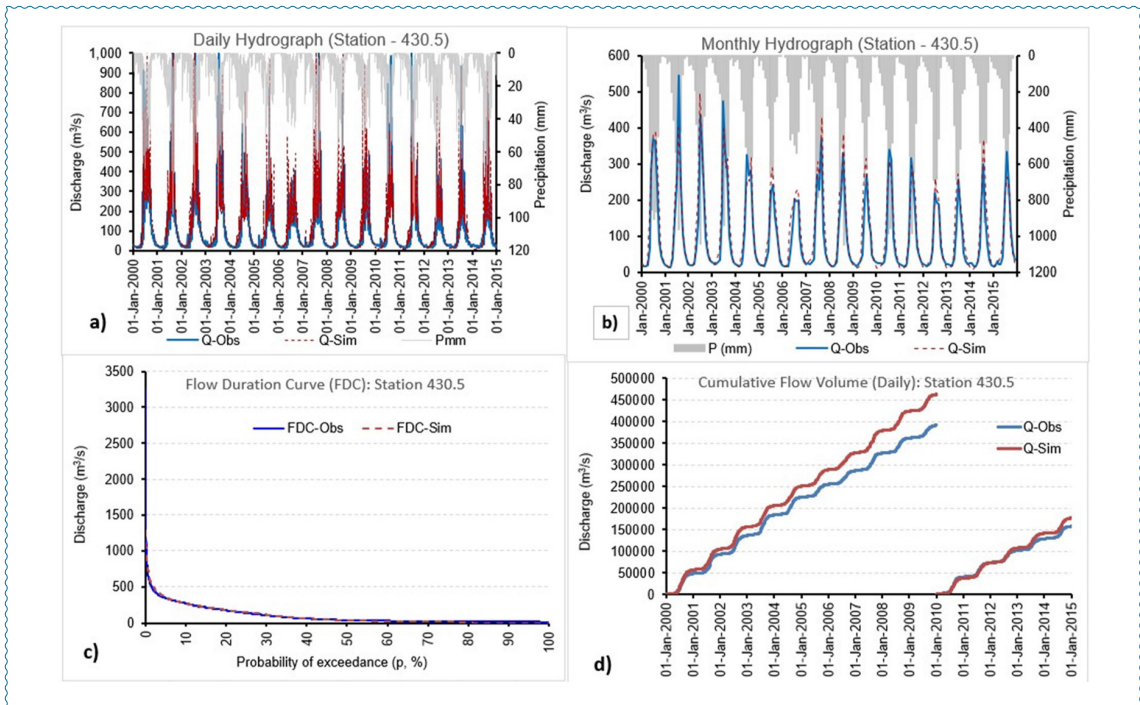 Daily Hydrograph (Station - 430.5)
1,000
900
800
700
600
500
400
300
200
100
0
Discharge (m³/s)
0
20
40
60
80
100
120
Precipitation (mm)
01-Jan-2000
01-Jan-2001
01-Jan-2002
01-Jan-2003
01-Jan-2004
01-Jan-2005
01-Jan-2006
01-Jan-2007
01-Jan-2008
01-Jan-2009
01-Jan-2010
01-Jan-2011
01-Jan-2012
01-Jan-2013
01-Jan-2014
01-Jan-2015
a)
Q-Obs Q-Sim Pmm
Monthly Hydrograph (Station - 430.5)
600
500
400
300
200
100
0
Discharge (m³/s)
0
200
400
600
800
1000
1200
Precipitation (mm)
Jan-2000
Jan-2001
Jan-2002
Jan-2003
Jan-2004
Jan-2005
Jan-2006
Jan-2007
Jan-2008
Jan-2009
Jan-2010
Jan-2011
Jan-2012
Jan-2013
Jan-2014
Jan-2015
b)
P (mm) Q-Obs Q-Sim
Flow Duration Curve (FDC): Station 430.5
FDC-Obs FDC-Sim
3500
3000
2500
2000
1500
1000
500
0
Discharge (m³/s)
0 10 20 30 40 50 60 70 80 90 100
Probability of exceedance (p, %)
c)
Cumulative Flow Volume (Daily): Station 430.5
Q-Obs
Q-Sim
500000
450000
400000
350000
300000
250000
200000
150000
100000
50000
0
Discharge (m³/s)
01-Jan-2000
01-Jan-2001
01-Jan-2002
01-Jan-2003
01-Jan-2004
01-Jan-2005
01-Jan-2006
01-Jan-2007
01-Jan-2008
01-Jan-2009
01-Jan-2010
01-Jan-2011
01-Jan-2012
01-Jan-2013
01-Jan-2014
01-Jan-2015
d)